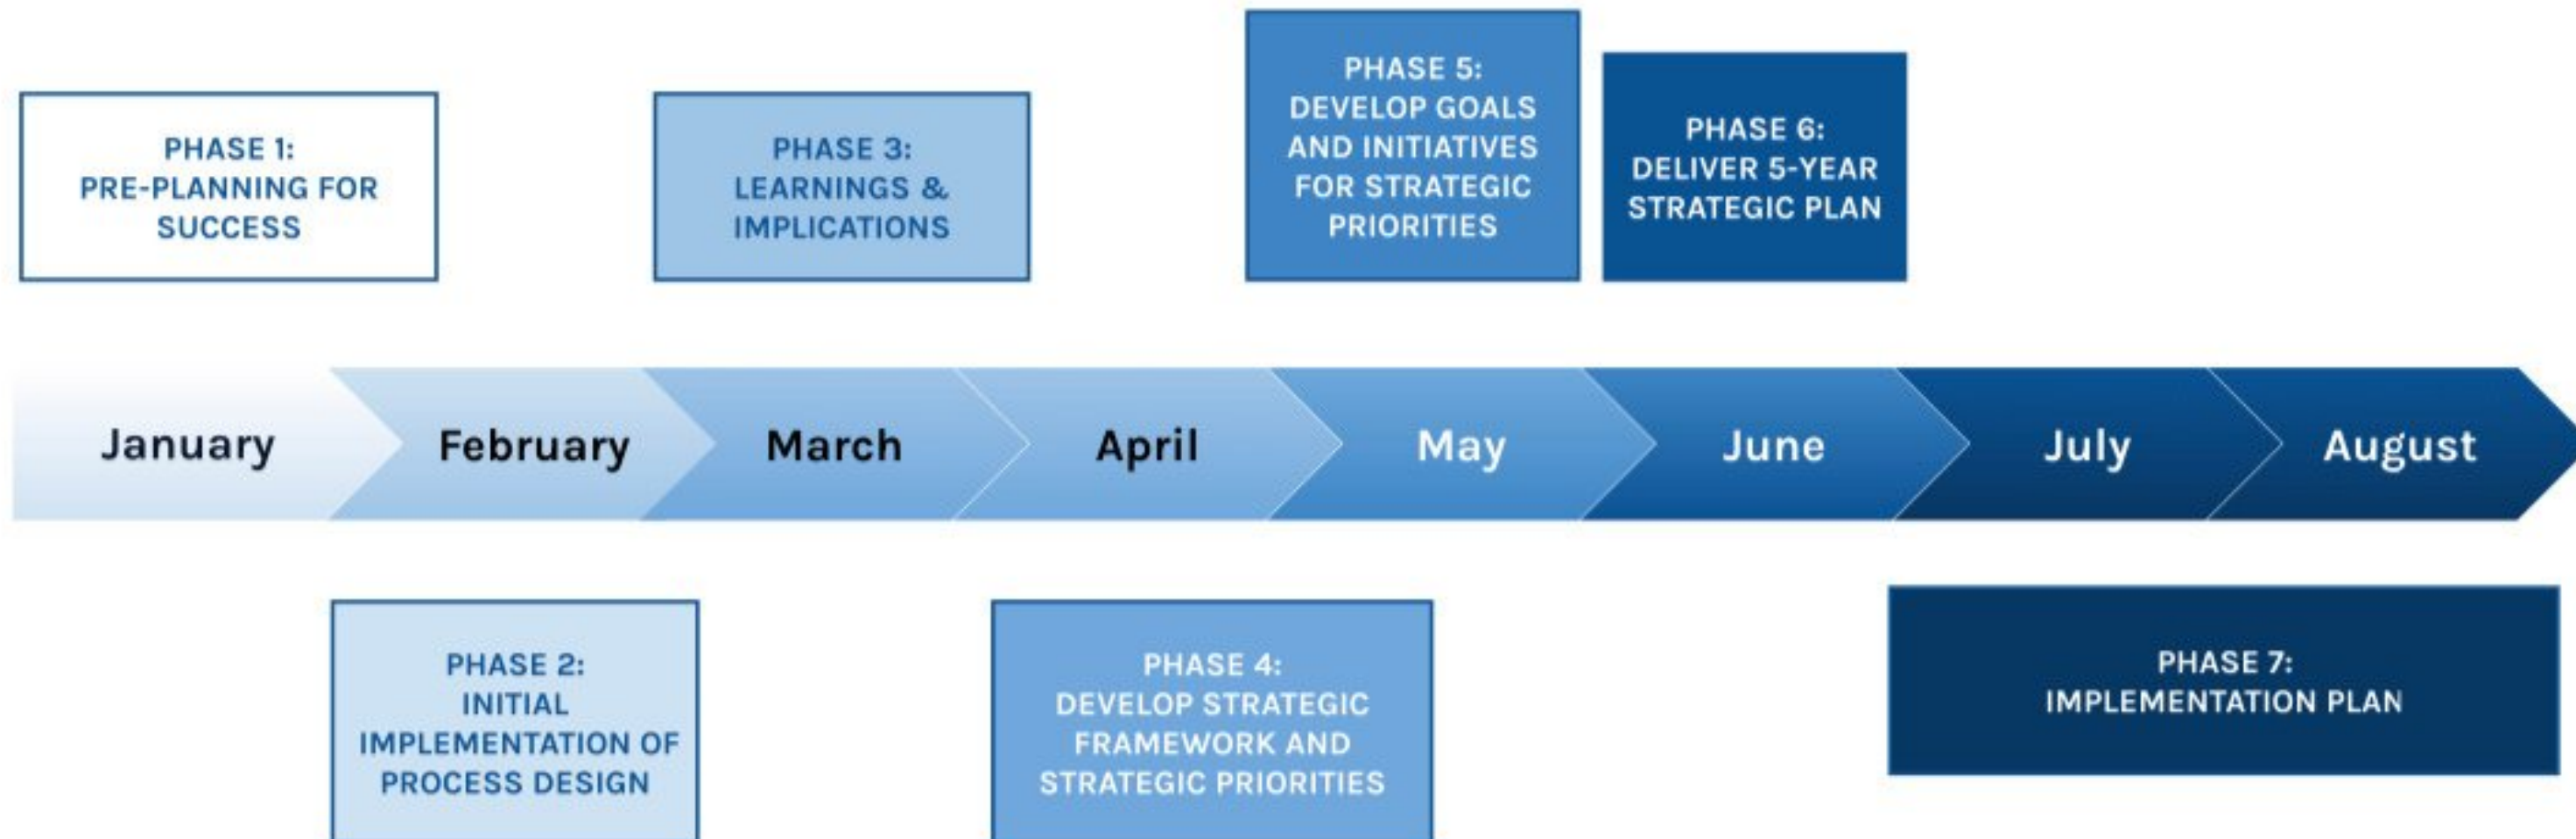 PHASE 1:
PRE-PLANNING FOR
SUCCESS
PHASE 3:
LEARNINGS &
IMPLICATIONS
PHASE 5:
DEVELOP GOALS
AND INITIATIVES
FOR STRATEGIC
PRIORITIES
PHASE 6:
DELIVER 5-YEAR
STRATEGIC PLAN
January
February
March
April
May
June
July
August
PHASE 2:
INITIAL
IMPLEMENTATION OF
PROCESS DESIGN
PHASE 4:
DEVELOP STRATEGIC
FRAMEWORK AND
STRATEGIC PRIORITIES
PHASE 7:
IMPLEMENTATION PLAN